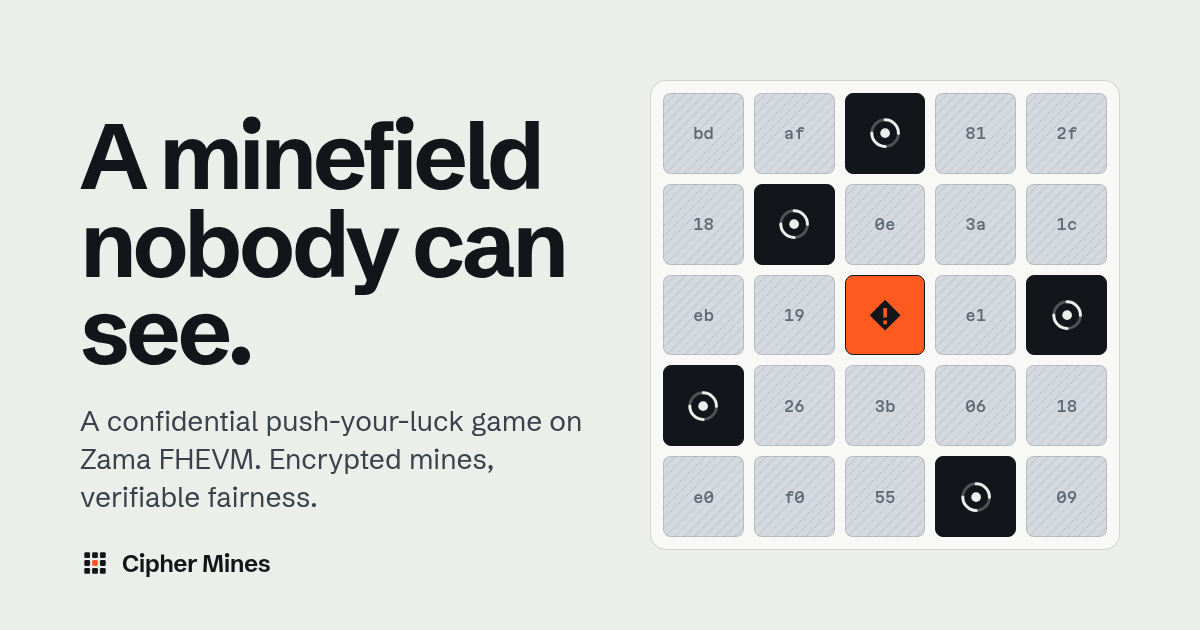 A minefield
nobody can
see.
A confidential push-your-luck game on
Zama FHEVM. Encrypted mines,
verifiable fairness.
Cipher Mines
bd af 81 2f
18 0e 3a 1c
eb 19 ! e1
26 3b 06 18
e0 f0 55 09